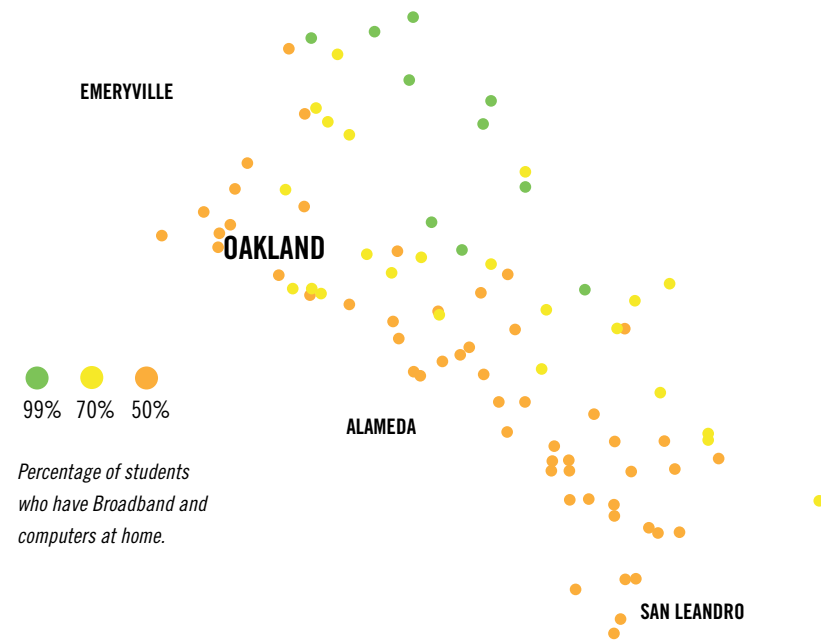 EMERYVILLE
OAKLAND
99% 70% 50%
ALAMEDA
Percentage of students
who have Broadband and
computers at home.
SAN LEANDRO